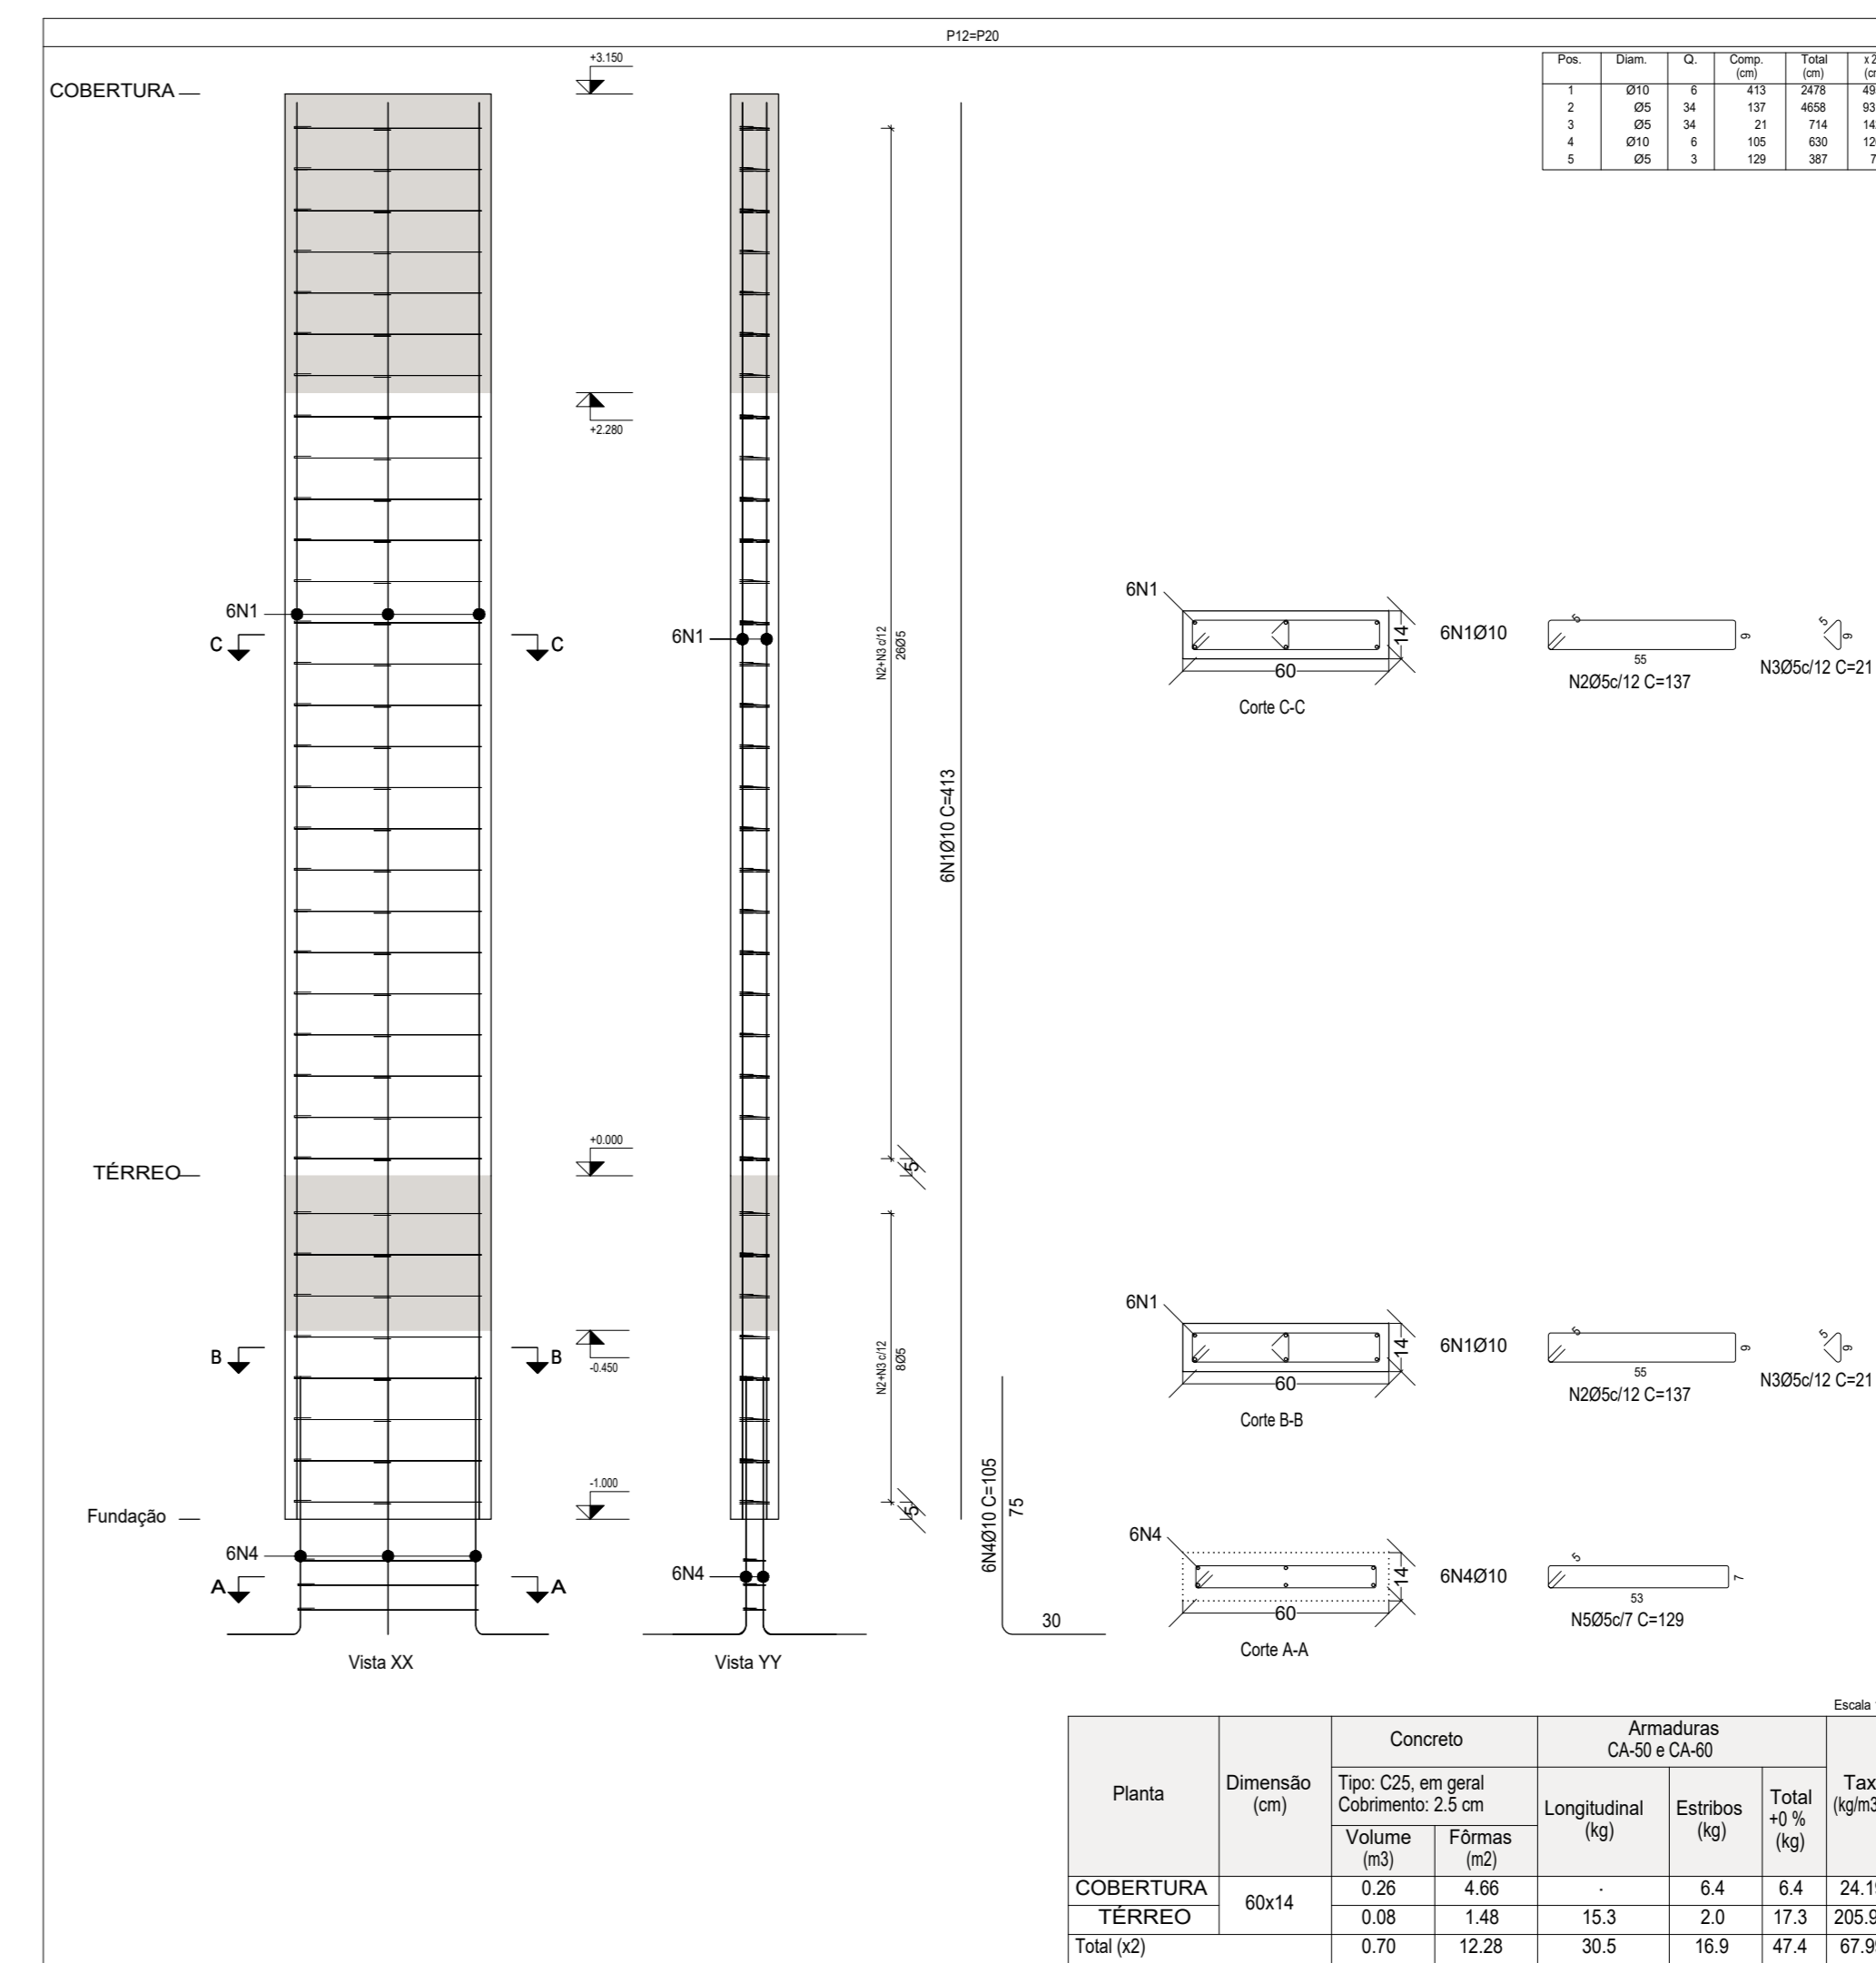 P12=P20
Pos. Diam. Q. Comp. (cm) Total (cm)
1 Ø10 6 413 2478
2 Ø5 34 137 4658
3 Ø5 34 21 714
4 Ø10 6 105 630
5 Ø5 3 129 387
COBERTURA
+3.150
+2.280
6N1
C
C
6N1
N2+N3 c/12
26Ø5
6N1Ø10 C=413
6N1
14
60
Corte C-C
6N1Ø10
5
9
55
N2Ø5c/12 C=137
5
9
N3Ø5c/12 C=21
TÉRREO
+0.000
5
B
B
-0.450
N2+N3 c/12
8Ø5
6N1
14
60
Corte B-B
6N1Ø10
5
9
55
N2Ø5c/12 C=137
5
9
N3Ø5c/12 C=21
Fundação
-1.000
5
6N4
A
A
6N4
6N4Ø10 C=105
75
30
6N4
14
60
Corte A-A
6N4Ø10
5
7
53
N5Ø5c/7 C=129
Vista XX
Vista YY
Escala
Planta
Dimensão
(cm)
Concreto
Tipo: C25, em geral
Cobrimento: 2.5 cm
Volume
(m3)
Fôrmas
(m2)
Armaduras
CA-50 e CA-60
Longitudinal
(kg)
Estribos
(kg)
Total
+0 %
(kg)
COBERTURA 60x14 0.26 4.66 - 6.4 6.4
TÉRREO 0.08 1.48 15.3 2.0 17.3
Total (x2) 0.70 12.28 30.5 16.9 47.4